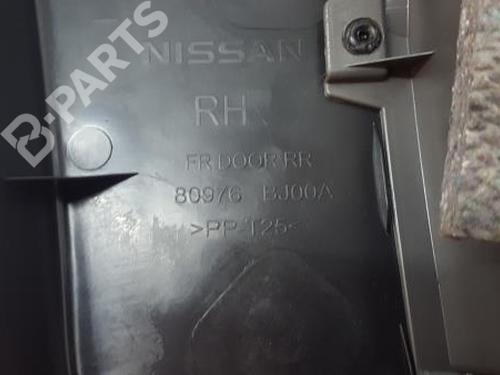 NISSAN
RH
FR DOOR RR
80976 BJ00A
>PP-T25<
B-PARTS